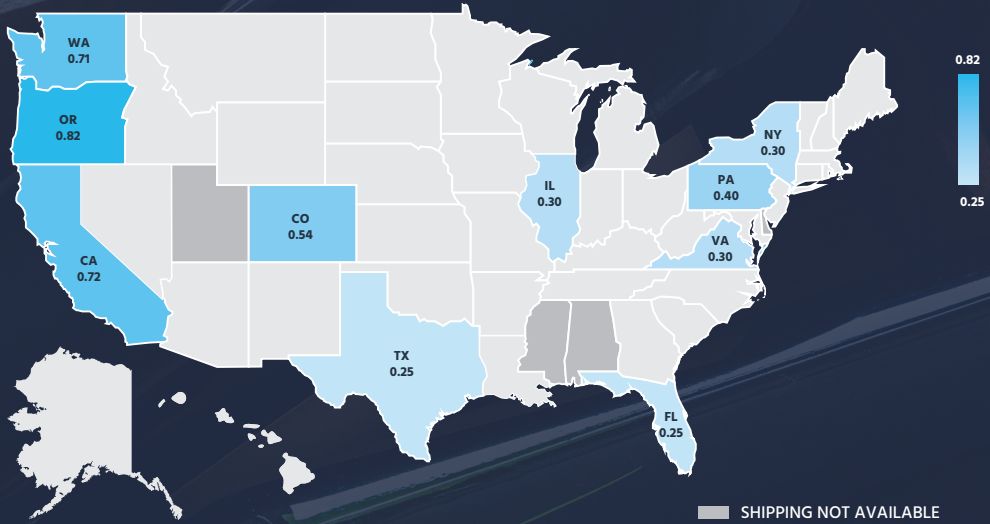 WA
0.71
OR
0.82
CA
0.72
CO
0.54
TX
0.25
IL
0.30
NY
0.30
PA
0.40
VA
0.30
FL
0.25
0.82
0.25
SHIPPING NOT AVAILABLE